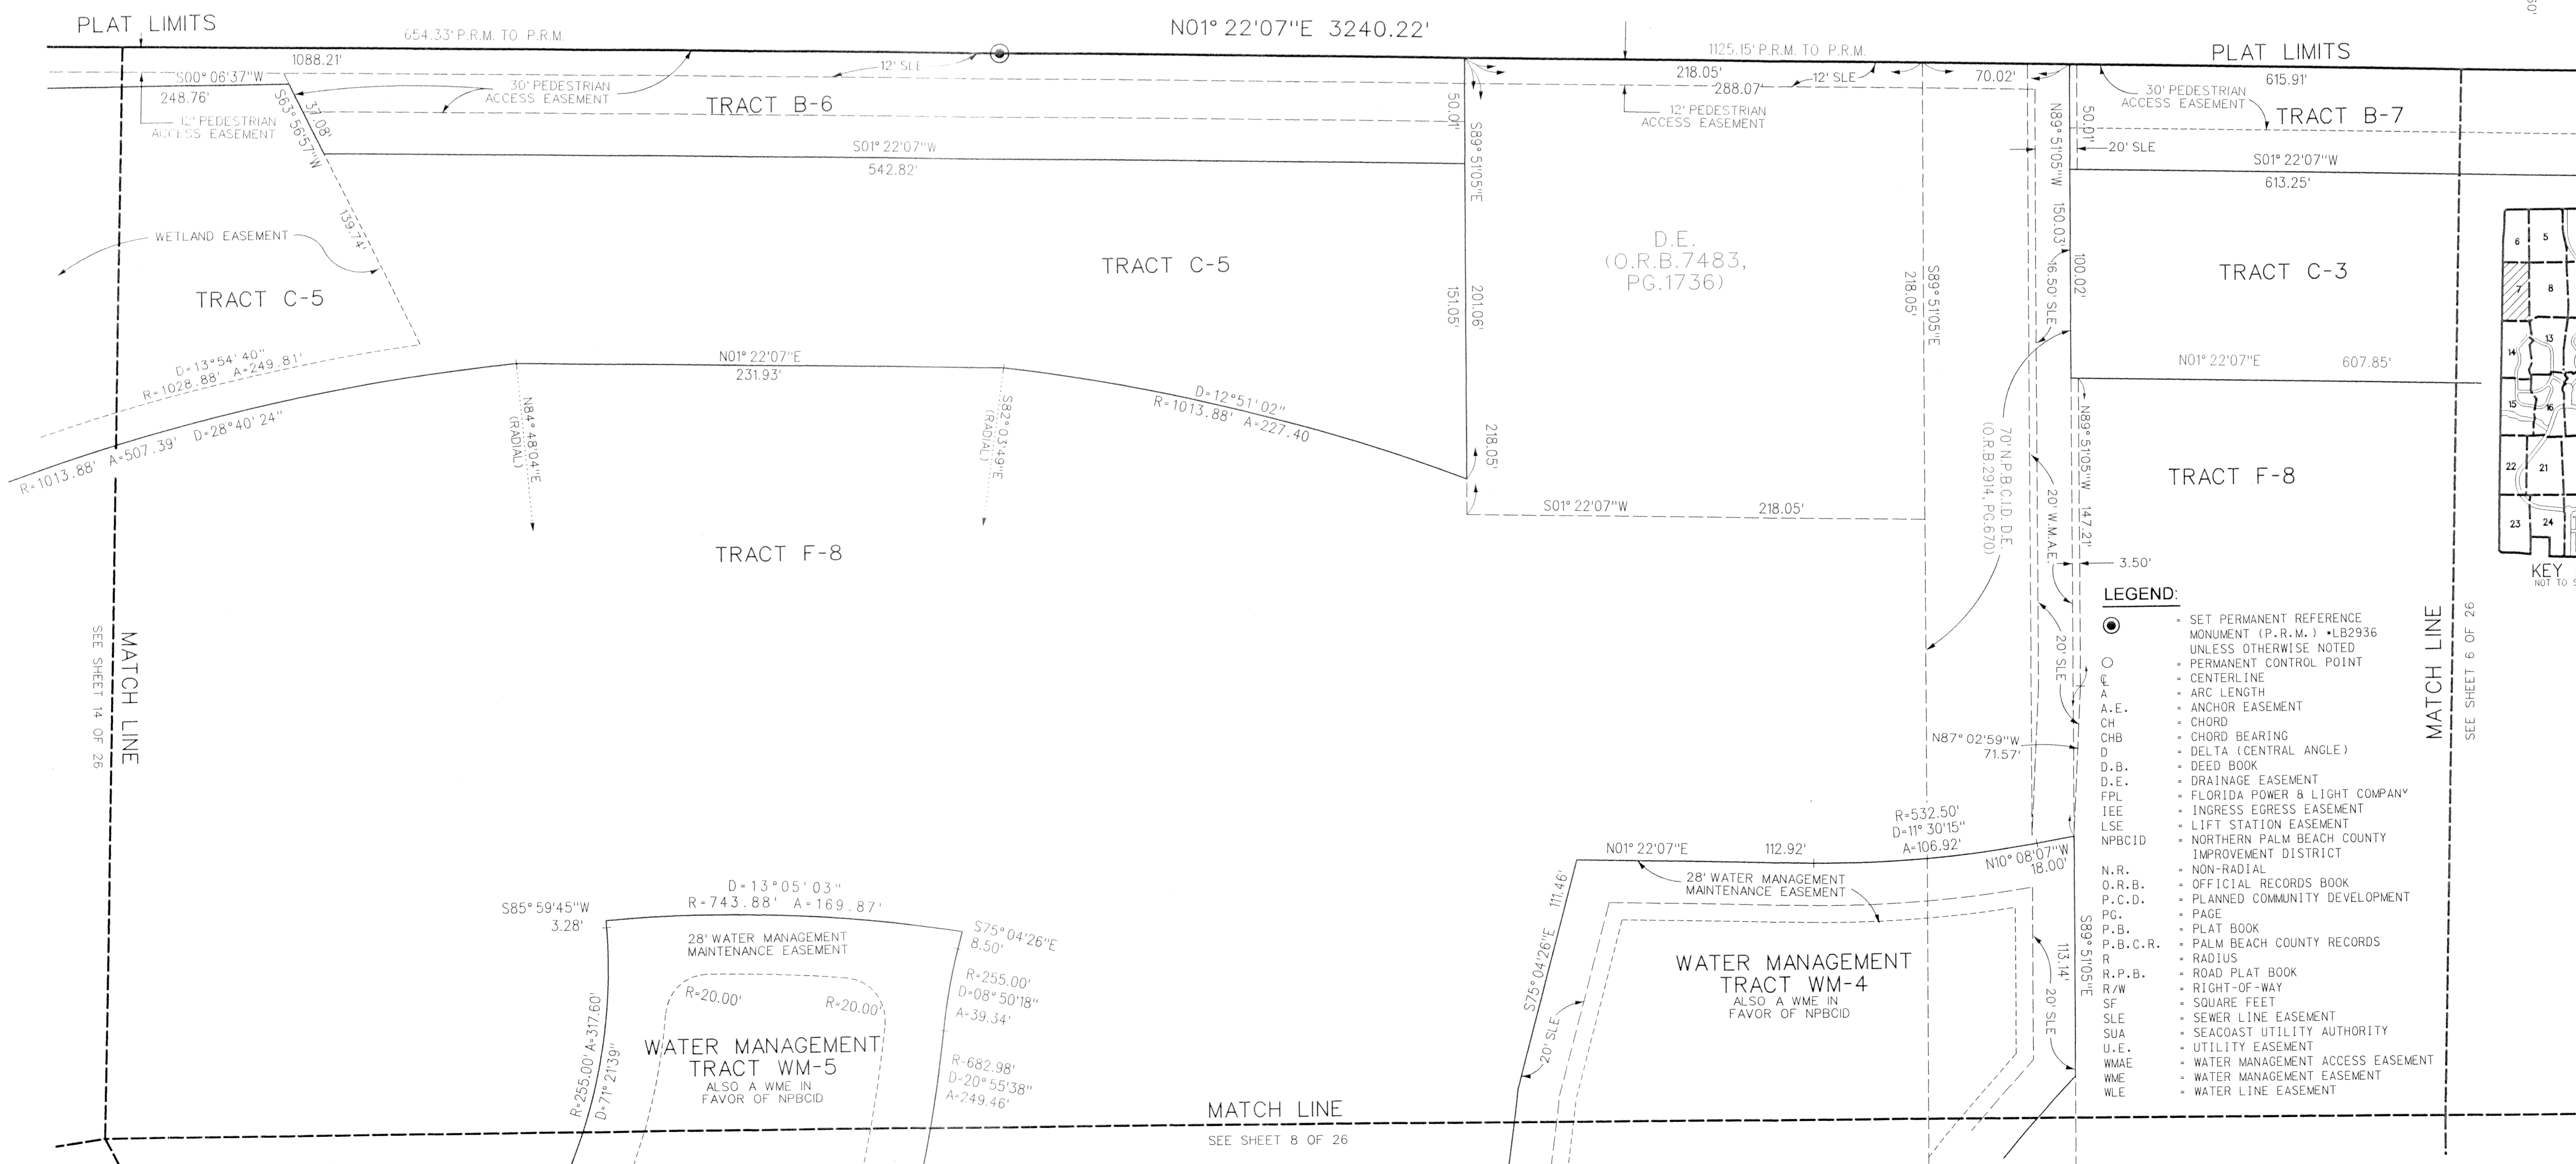 PLAT LIMITS
N01°22'07"E 3240.22'
654.33' P.R.M. TO P.R.M.
1125.15' P.R.M. TO P.R.M.
PLAT LIMITS
1088.21'
S00°06'37"W
248.76'
12' PEDESTRIAN
ACCESS EASEMENT
S63°56'57"W
37.08'
139.74'
30' PEDESTRIAN
ACCESS EASEMENT
12' SLE
TRACT B-6
S01°22'07"W
542.82'
50.01'
S89°51'05"E
218.05'
288.07'
12' SLE
70.02'
12' PEDESTRIAN
ACCESS EASEMENT
N89°51'05"W
150.03'
50.01'
20' SLE
30' PEDESTRIAN
ACCESS EASEMENT
615.91'
TRACT B-7
S01°22'07"W
613.25'
WETLAND EASEMENT
TRACT C-5
TRACT C-5
D.E.
(O.R.B.7483,
PG.1736)
151.05'
201.06'
218.05'
S89°51'05"E
218.05'
16.50' SLE
100.02'
TRACT C-3
N01°22'07"E 607.85'
D=13°54'40"
R=1028.88' A=249.81'
R=1013.88' A=507.39' D=28°40'24"
N01°22'07"E
231.93'
N84°48'04"E
(RADIAL)
S82°03'49"E
(RADIAL)
D=12°51'02"
R=1013.88' A=227.40
S01°22'07"W 218.05'
70' N.P.B.C.I.D. D.E.
(O.R.B.2914, PG.670)
20' W.M.A.E.
N89°51'05"W 147.21'
3.50'
20' SLE
TRACT F-8
TRACT F-8
MATCH LINE
SEE SHEET 14 OF 26
MATCH LINE
SEE SHEET 6 OF 26
6
5
7
8
14
13
15
16
22
21
23
24
KEY
NOT TO S
N87°02'59"W
71.57'
R=532.50'
D=11°30'15"
A=106.92'
N01°22'07"E 112.92'
N10°08'07"W
18.00'
28' WATER MANAGEMENT
MAINTENANCE EASEMENT
S75°04'26"E 111.46'
20' SLE
WATER MANAGEMENT
TRACT WM-4
ALSO A WME IN
FAVOR OF NPBCID
20' SLE
113.14'
S89°51'05"E
D=13°05'03"
R=743.88' A=169.87'
S85°59'45"W
3.28'
S75°04'26"E
8.50'
28' WATER MANAGEMENT
MAINTENANCE EASEMENT
R=20.00'
R=20.00'
R=255.00'
D=08°50'18"
A=39.34'
R=255.00' A=317.60'
D=71°21'39"
WATER MANAGEMENT
TRACT WM-5
ALSO A WME IN
FAVOR OF NPBCID
R=682.98'
D=20°55'38"
A=249.46'
MATCH LINE
SEE SHEET 8 OF 26
LEGEND:
= SET PERMANENT REFERENCE
MONUMENT (P.R.M.) •LB2936
UNLESS OTHERWISE NOTED
= PERMANENT CONTROL POINT
℄ = CENTERLINE
A = ARC LENGTH
A.E. = ANCHOR EASEMENT
CH = CHORD
CHB = CHORD BEARING
D = DELTA (CENTRAL ANGLE)
D.B. = DEED BOOK
D.E. = DRAINAGE EASEMENT
FPL = FLORIDA POWER & LIGHT COMPANY
IEE = INGRESS EGRESS EASEMENT
LSE = LIFT STATION EASEMENT
NPBCID = NORTHERN PALM BEACH COUNTY
IMPROVEMENT DISTRICT
N.R. = NON-RADIAL
O.R.B. = OFFICIAL RECORDS BOOK
P.C.D. = PLANNED COMMUNITY DEVELOPMENT
PG. = PAGE
P.B. = PLAT BOOK
P.B.C.R. = PALM BEACH COUNTY RECORDS
R = RADIUS
R.P.B. = ROAD PLAT BOOK
R/W = RIGHT-OF-WAY
SF = SQUARE FEET
SLE = SEWER LINE EASEMENT
SUA = SEACOAST UTILITY AUTHORITY
U.E. = UTILITY EASEMENT
WMAE = WATER MANAGEMENT ACCESS EASEMENT
WME = WATER MANAGEMENT EASEMENT
WLE = WATER LINE EASEMENT